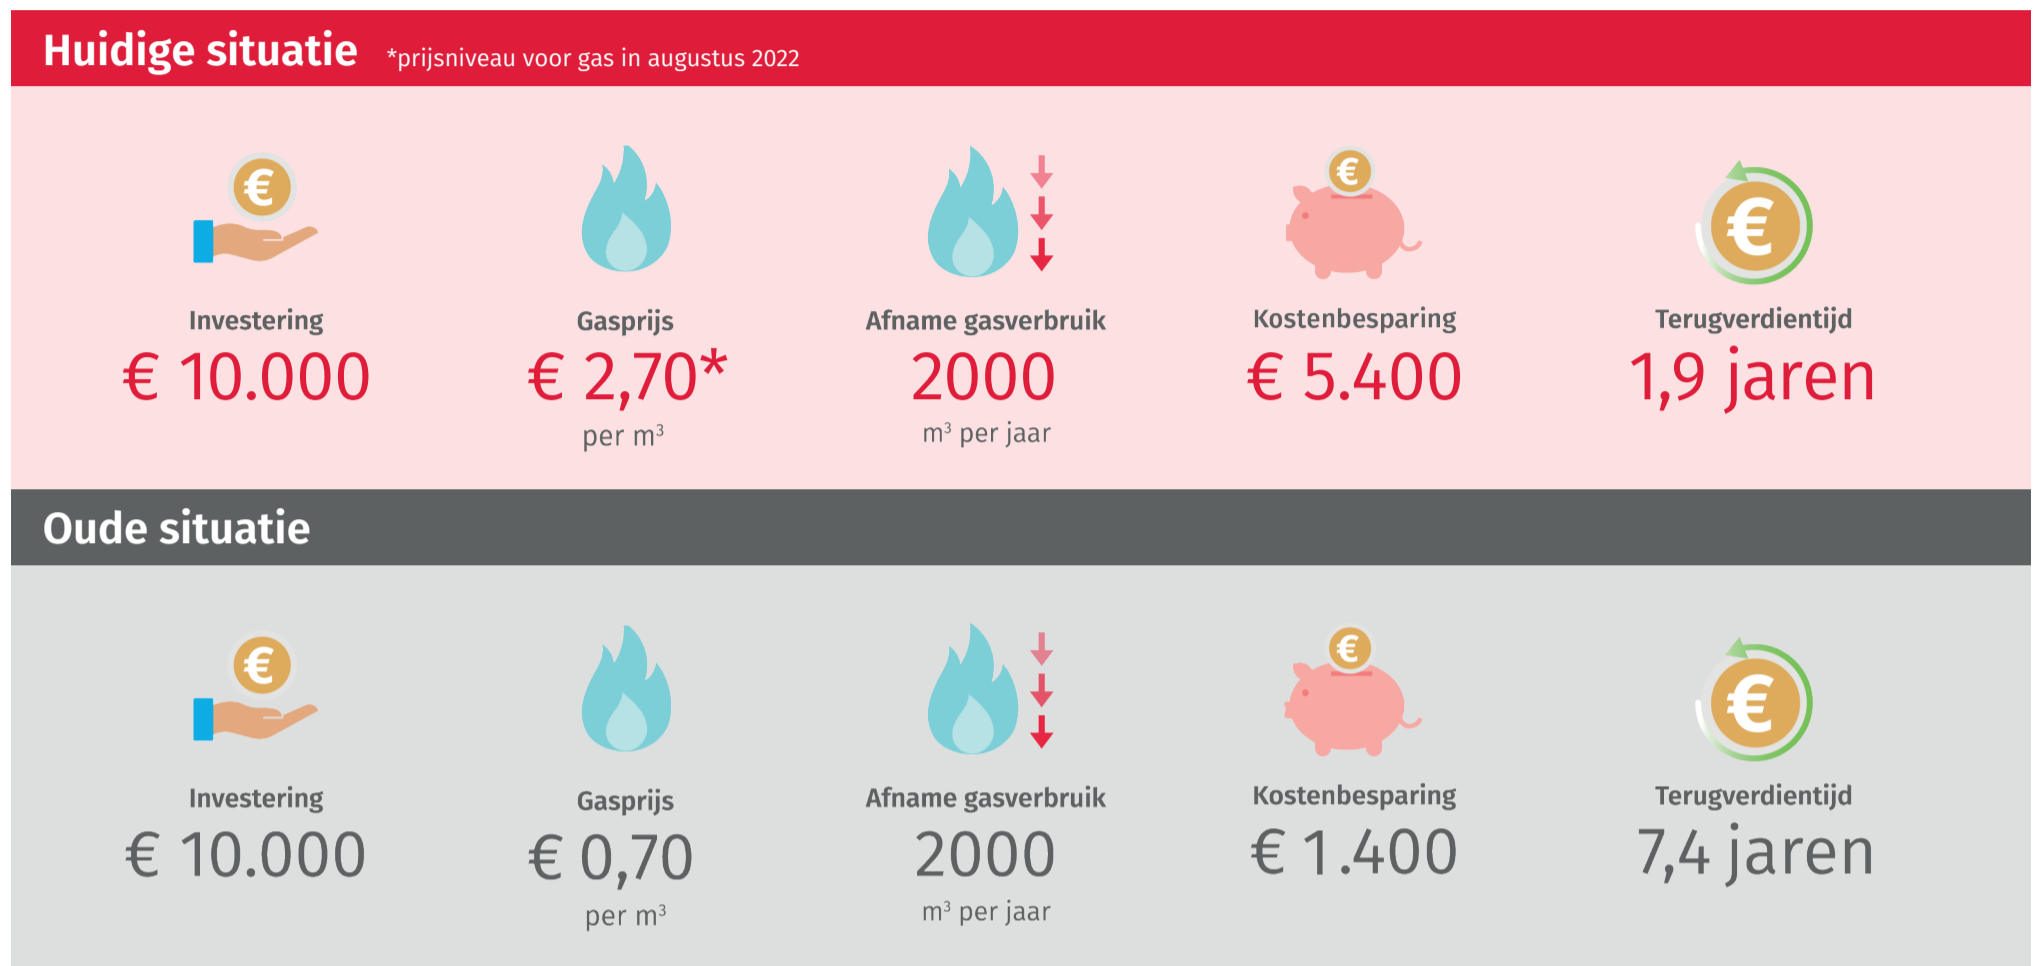 Huidige situatie *prijsniveau voor gas in augustus 2022
Investering
€ 10.000
Gasprijs
€ 2,70*
per m³
Afname gasverbruik
2000
m³ per jaar
Kostenbesparing
€ 5.400
Terugverdientijd
1,9 jaren
Oude situatie
Investering
€ 10.000
Gasprijs
€ 0,70
per m³
Afname gasverbruik
2000
m³ per jaar
Kostenbesparing
€ 1.400
Terugverdientijd
7,4 jaren